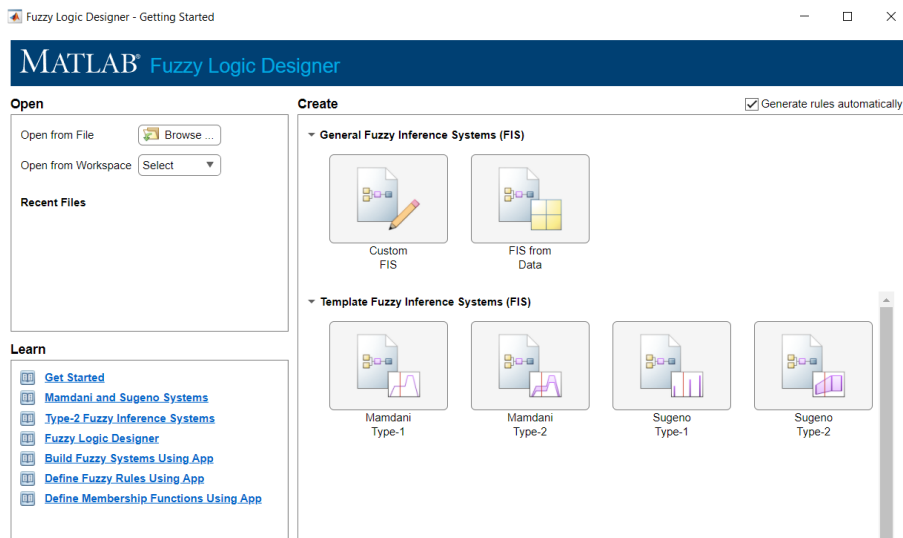 Fuzzy Logic Designer - Getting Started
MATLAB® Fuzzy Logic Designer
Open
Open from File Browse ...
Open from Workspace Select
Recent Files
Learn
Get Started
Mamdani and Sugeno Systems
Type-2 Fuzzy Inference Systems
Fuzzy Logic Designer
Build Fuzzy Systems Using App
Define Fuzzy Rules Using App
Define Membership Functions Using App
Create
Generate rules automatically
General Fuzzy Inference Systems (FIS)
Custom
FIS
FIS from
Data
Template Fuzzy Inference Systems (FIS)
Mamdani
Type-1
Mamdani
Type-2
Sugeno
Type-1
Sugeno
Type-2